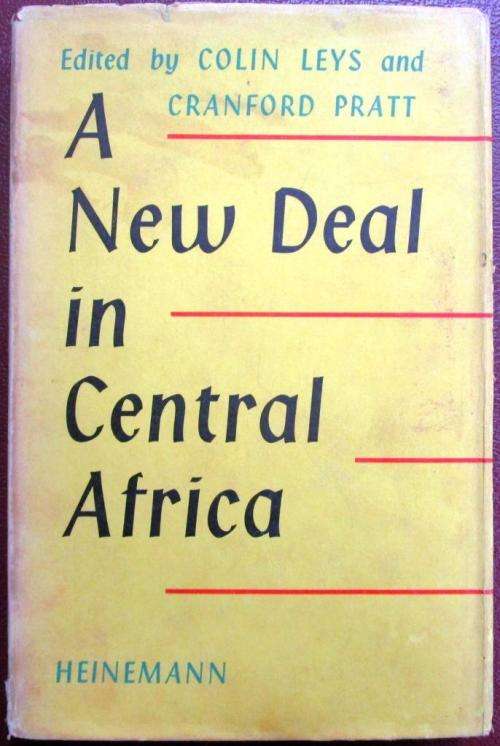 Edited by COLIN LEYS and
CRANFORD PRATT
A
New Deal
in
Central
Africa
HEINEMANN